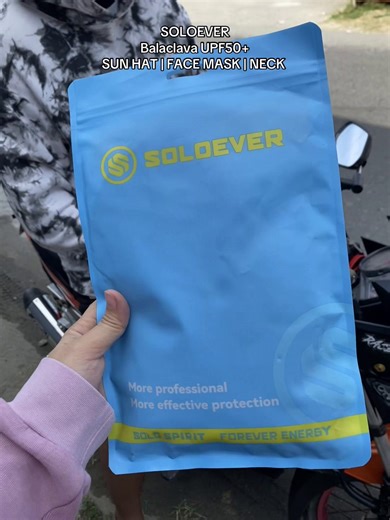 SOLOEVER
Balaclava UPF50+
SUN HAT | FACE MASK | NECK
SOLOEVER
More professional
More effective protection
SOLO SPIRIT FOREVER ENERGY